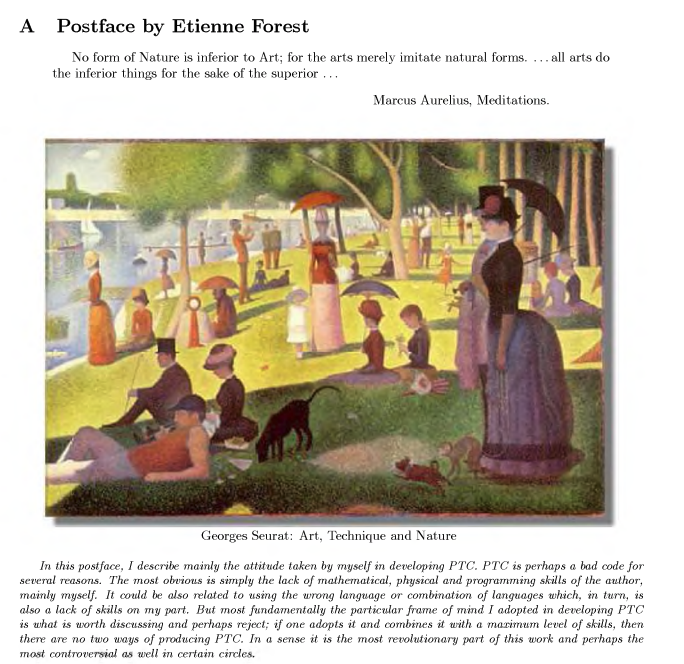 A Postface by Etienne Forest
No form of Nature is inferior to Art; for the arts merely imitate natural forms. ...all arts do
the inferior things for the sake of the superior ...
Marcus Aurelius, Meditations.
Georges Seurat: Art, Technique and Nature
In this postface, I describe mainly the attitude taken by myself in developing PTC. PTC is perhaps a bad code for
several reasons. The most obvious is simply the lack of mathematical, physical and programming skills of the author,
mainly myself. It could be also related to using the wrong language or combination of languages which, in turn, is
also a lack of skills on my part. But most fundamentally the particular frame of mind I adopted in developing PTC
is what is worth discussing and perhaps reject; if one adopts it and combines it with a maximum level of skills, then
there are no two ways of producing PTC. In a sense it is the most revolutionary part of this work and perhaps the
most controversial as well in certain circles.